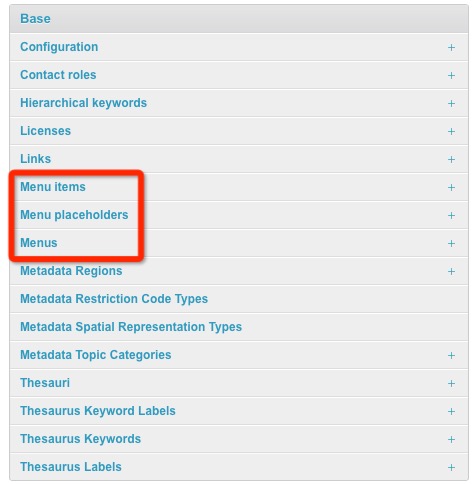 Base
Configuration +
Contact roles +
Hierarchical keywords +
Licenses +
Links +
Menu items +
Menu placeholders +
Menus +
Metadata Regions +
Metadata Restriction Code Types
Metadata Spatial Representation Types
Metadata Topic Categories +
Thesauri +
Thesaurus Keyword Labels +
Thesaurus Keywords +
Thesaurus Labels +